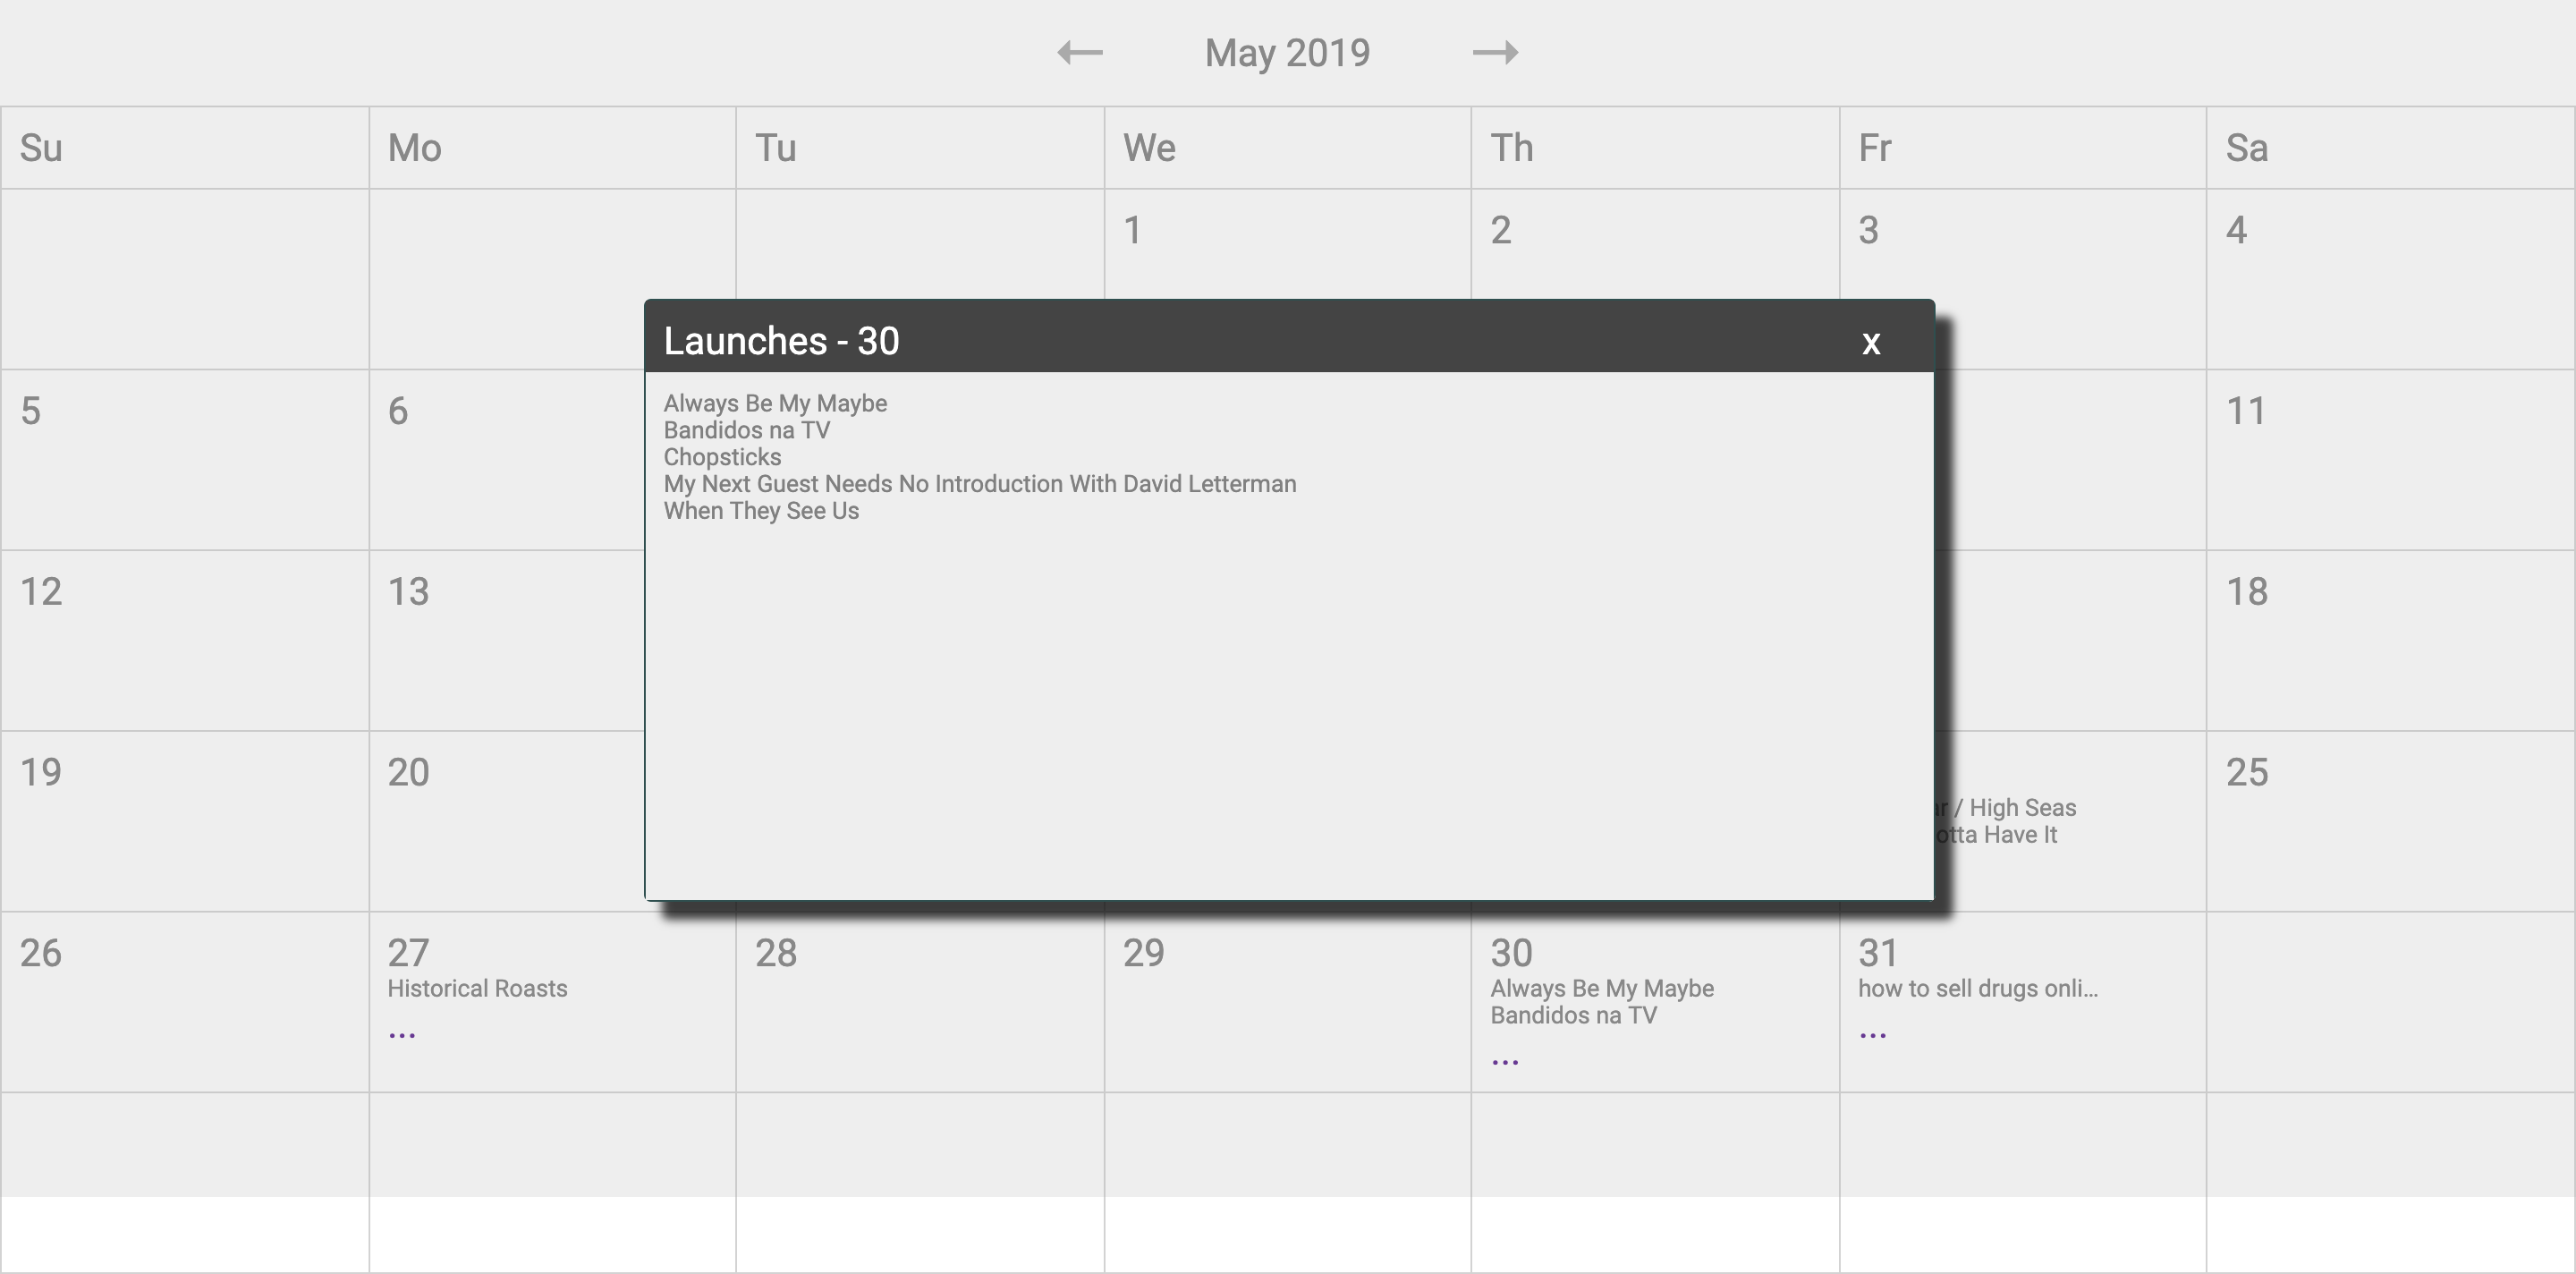 May 2019
Su Mo Tu We Th Fr Sa
1 2 3 4
Launches - 30 x
5 6 11
Always Be My Maybe
Bandidos na TV
Chopsticks
My Next Guest Needs No Introduction With David Letterman
When They See Us
12 13 18
19 20 25
/ High Seas
Have It
26 27 28 29 30 31
Historical Roasts
...
Always Be My Maybe
Bandidos na TV
...
how to sell drugs onli...
...